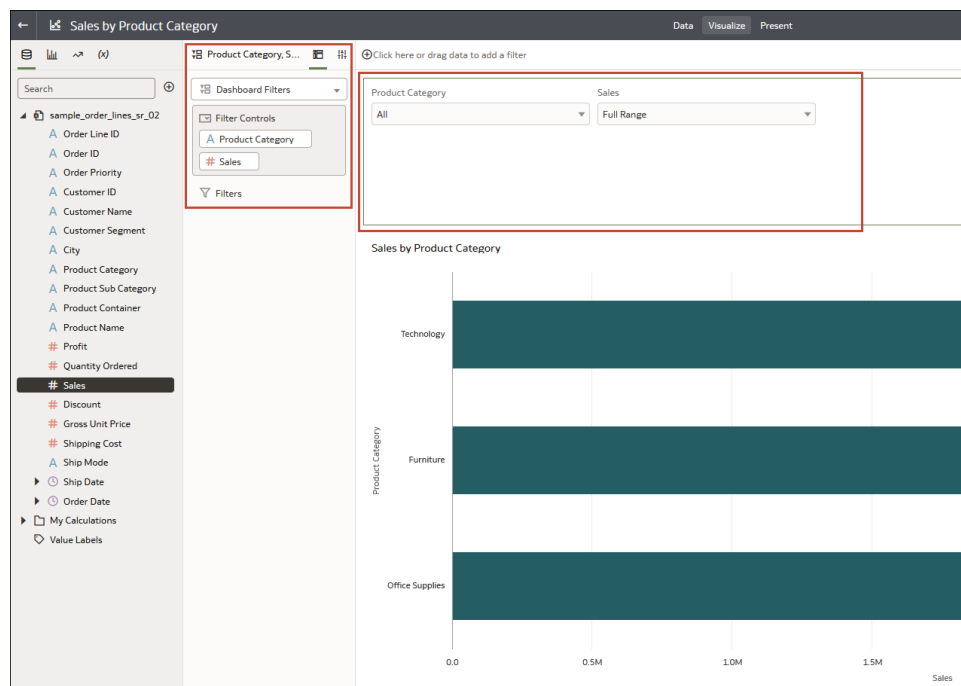 Sales by Product Category
Data Visualize Present
(x)
Product Category, S...
Click here or drag data to add a filter
Search
Dashboard Filters
Filter Controls
A Product Category
# Sales
Filters
Product Category
All
Sales
Full Range
sample_order_lines_sr_02
A Order Line ID
A Order ID
A Order Priority
A Customer ID
A Customer Name
A Customer Segment
A City
A Product Category
A Product Sub Category
A Product Container
A Product Name
# Profit
# Quantity Ordered
# Sales
# Discount
# Gross Unit Price
# Shipping Cost
A Ship Mode
Ship Date
Order Date
My Calculations
Value Labels
Sales by Product Category
Product Category
Technology
Furniture
Office Supplies
0.0 0.5M 1.0M 1.5M
Sales